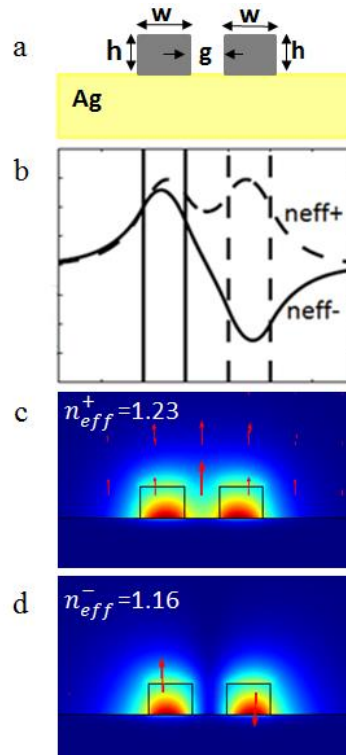 a
w w
h g h
Ag
b
neff+
neff-
c
n⁺eff=1.23
d
n⁻eff=1.16